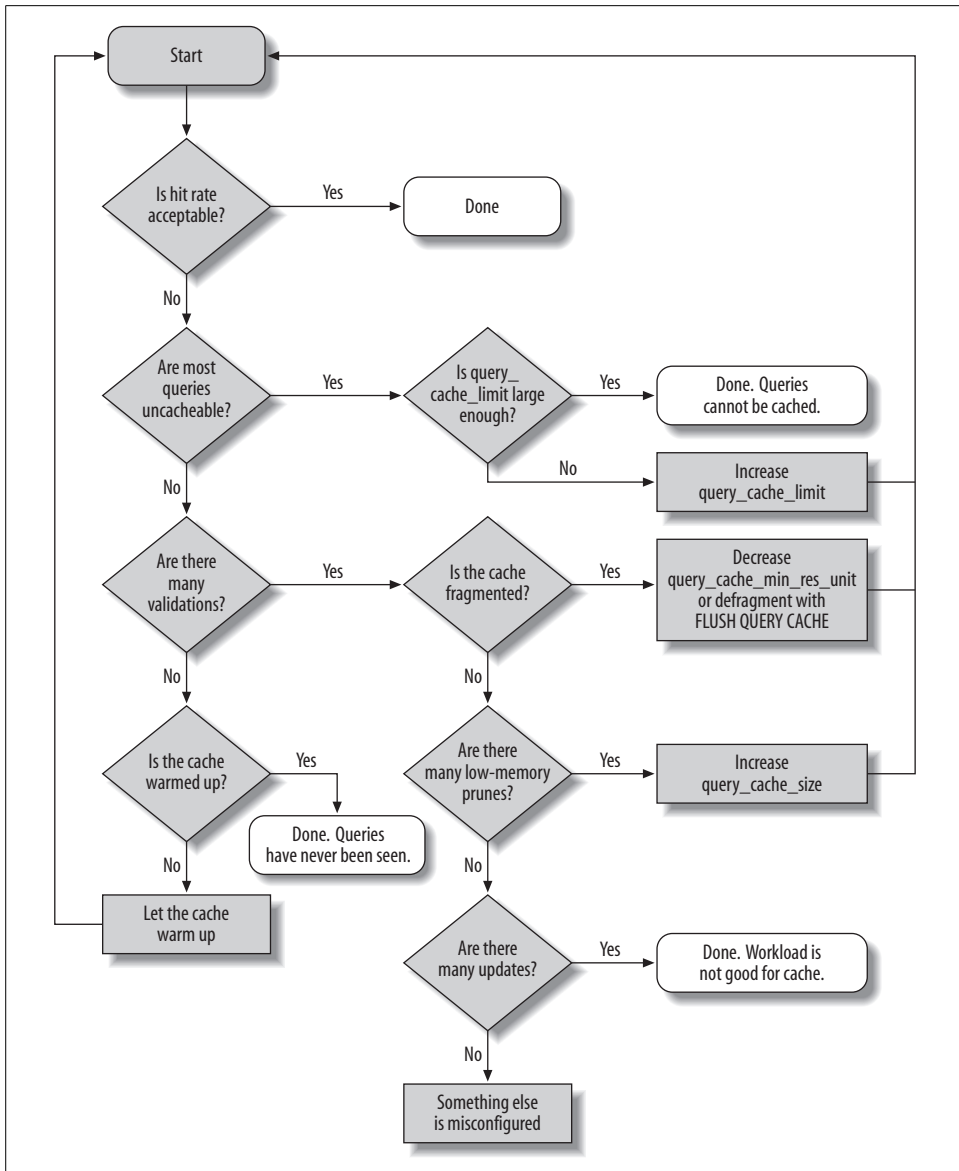 Start
Is hit rate
acceptable?
Yes
Done
No
Are most
queries
uncacheable?
Yes
Is query_
cache_limit large
enough?
Yes
Done. Queries
cannot be cached.
No
Increase
query_cache_limit
No
Are there
many
validations?
Yes
Is the cache
fragmented?
Yes
Decrease
query_cache_min_res_unit
or defragment with
FLUSH QUERY CACHE
No
No
Is the cache
warmed up?
Yes
Done. Queries
have never been seen.
Are there
many low-memory
prunes?
Yes
Increase
query_cache_size
No
Let the cache
warm up
No
Are there
many updates?
Yes
Done. Workload is
not good for cache.
No
Something else
is misconfigured